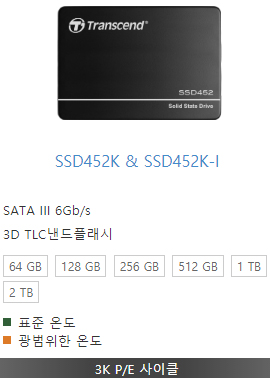 Transcend
SSD452
Solid State Drive
SSD452K & SSD452K-I
SATA III 6Gb/s
3D TLC낸드플래시
64 GB 128 GB 256 GB 512 GB 1 TB
2 TB
표준 온도
광범위한 온도
3K P/E 사이클